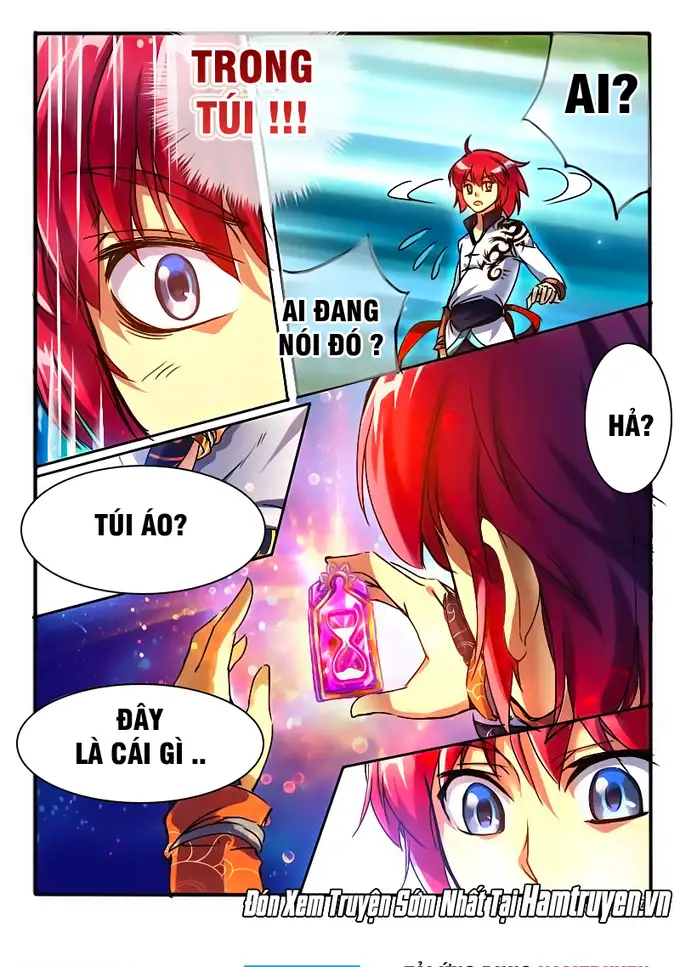 TRONG
TÚI !!!
AI?
AI ĐANG
NÓI ĐÓ ?
HẢ?
TÚI ÁO?
ĐÂY
LÀ CÁI GÌ ..
Đón Xem Truyện Sớm Nhất Tại Hamtruyen.vn